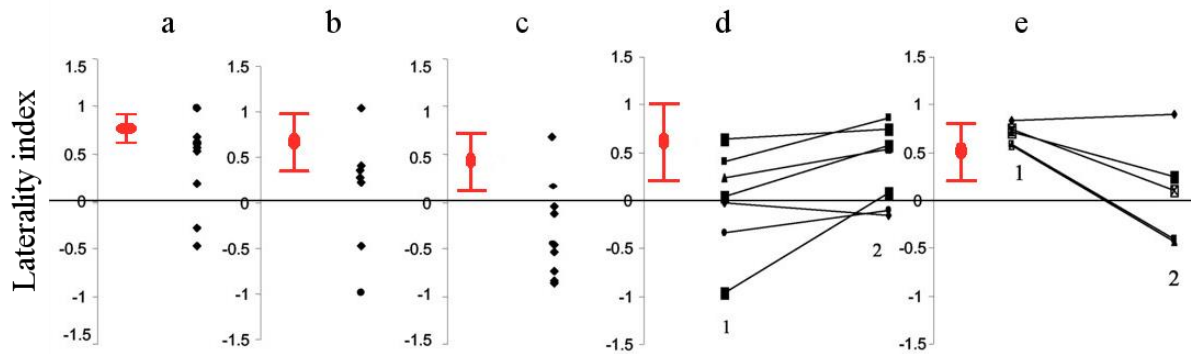 a b c d e
Laterality index
1.5 1.5 1.5 1.5 1.5
1 1 1 1 1
0.5 0.5 0.5 0.5 0.5
1
0 0 0 0 0
2
-0.5 -0.5 -0.5 -0.5 -0.5
2
-1 -1 -1 -1 -1
1
-1.5 -1.5 -1.5 -1.5 -1.5